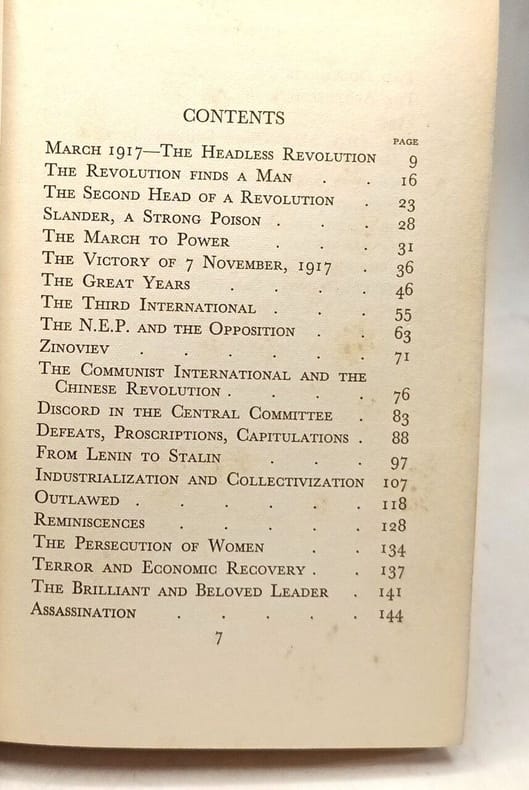 CONTENTS
PAGE
MARCH 1917—THE HEADLESS REVOLUTION 9
THE REVOLUTION FINDS A MAN . . 16
THE SECOND HEAD OF A REVOLUTION . 23
SLANDER, A STRONG POISON . . . 28
THE MARCH TO POWER . . . 31
THE VICTORY OF 7 NOVEMBER, 1917 . 36
THE GREAT YEARS . . . . 46
THE THIRD INTERNATIONAL . . . 55
THE N.E.P. AND THE OPPOSITION . . 63
ZINOVIEV . . . . . . 71
THE COMMUNIST INTERNATIONAL AND THE
CHINESE REVOLUTION . . . . 76
DISCORD IN THE CENTRAL COMMITTEE . 83
DEFEATS, PROSCRIPTIONS, CAPITULATIONS . 88
FROM LENIN TO STALIN . . . 97
INDUSTRIALIZATION AND COLLECTIVIZATION 107
OUTLAWED . . . . . . 118
REMINISCENCES . . . . . 128
THE PERSECUTION OF WOMEN . . 134
TERROR AND ECONOMIC RECOVERY . . 137
THE BRILLIANT AND BELOVED LEADER . 141
ASSASSINATION . . . . . 144
7